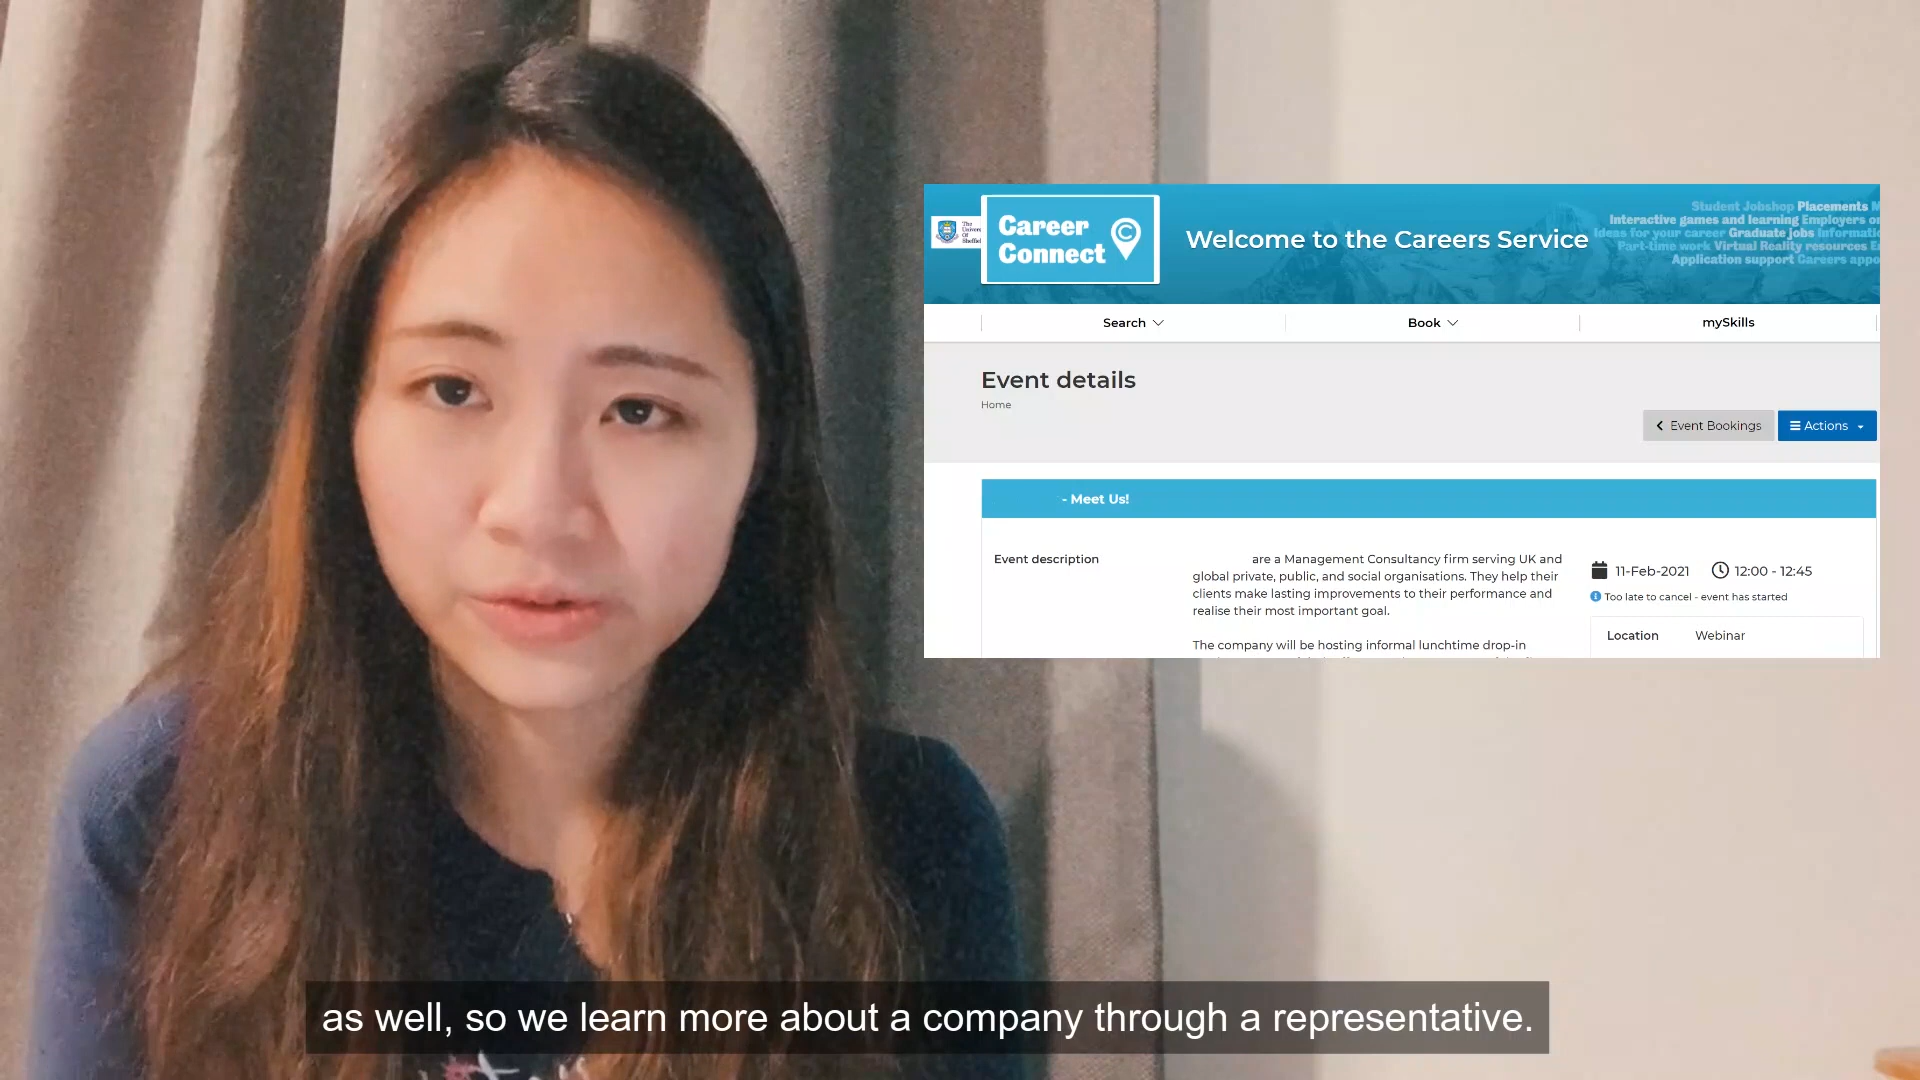 The
Of
Career
Connect
Welcome to the Careers Service
Student Jobshop Placements
Interactive games and learning Employers
Ideas for your career Graduate jobs
Part-time work Virtual Reality resources
Application support Careers
Search
Book
mySkills
Event details
Home
Event Bookings
Actions
- Meet Us!
Event description
are a Management Consultancy firm serving UK and
global private, public, and social organisations. They help their
clients make lasting improvements to their performance and
realise their most important goal.
The company will be hosting informal lunchtime drop-in
11-Feb-2021
12:00 - 12:45
Too late to cancel - event has started
Location
Webinar
as well, so we learn more about a company through a representative.